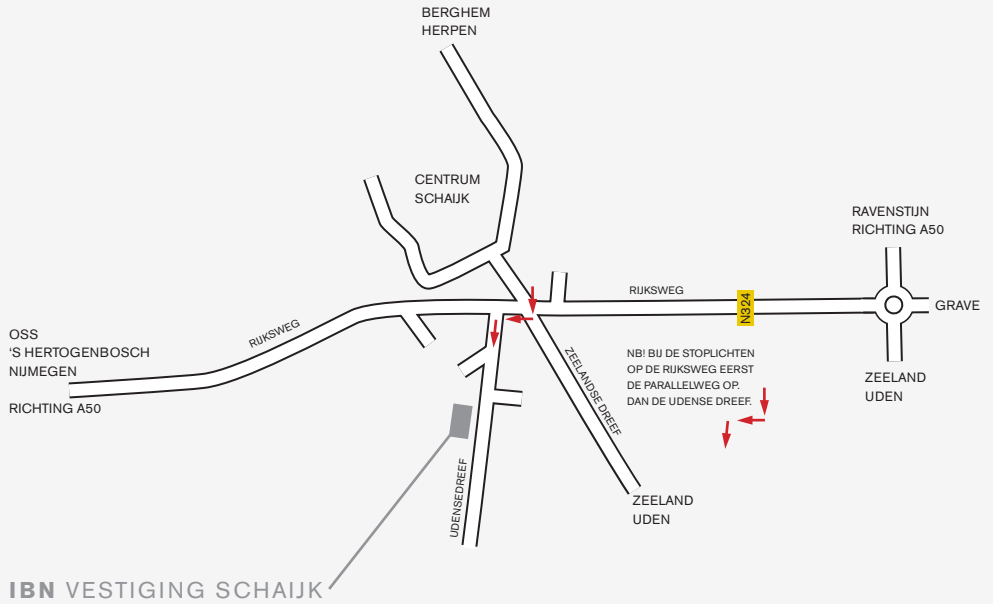 BERGHEM
HERPEN
CENTRUM
SCHAIJK
RAVENSTIJN
RICHTING A50
RIJKSWEG
N324
GRAVE
OSS
‘S HERTOGENBOSCH
NIJMEGEN
RICHTING A50
RIJKSWEG
ZEELANDSE DREEF
NB! BIJ DE STOPLICHTEN
OP DE RIJKSWEG EERST
DE PARALLELWEG OP.
DAN DE UDENSE DREEF.
ZEELAND
UDEN
UDENSEDREEF
ZEELAND
UDEN
IBN VESTIGING SCHAIJK